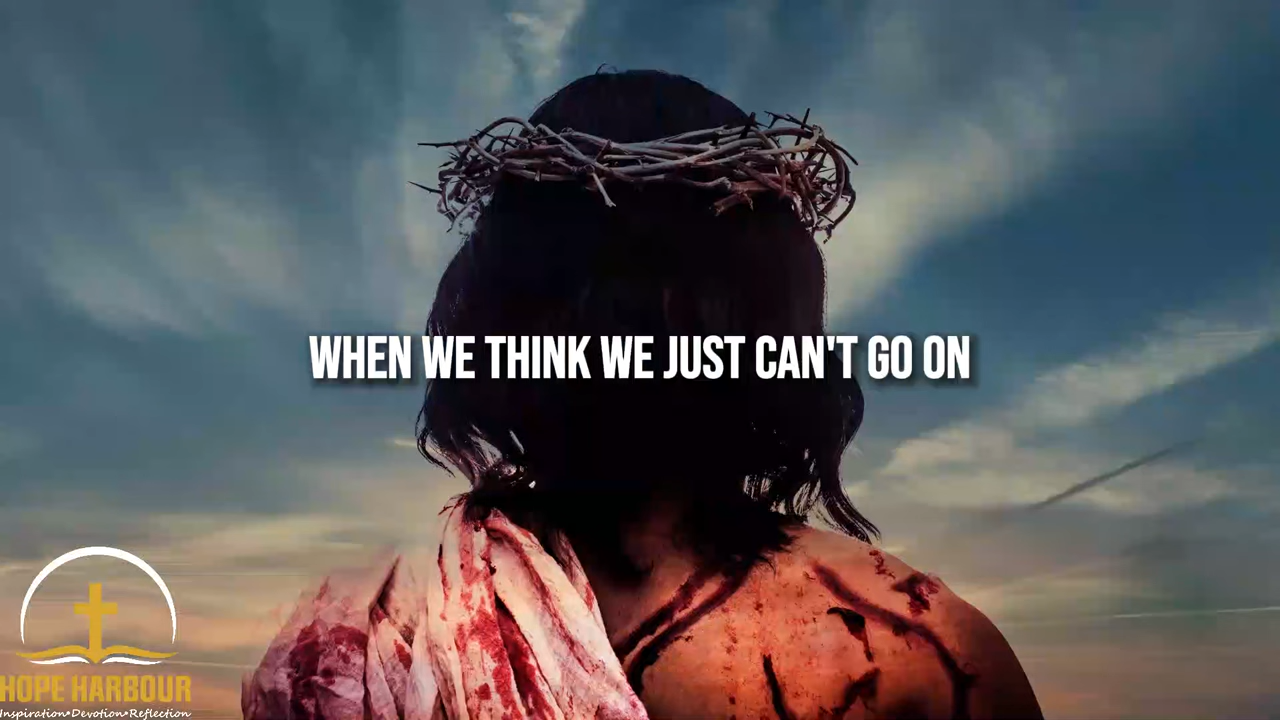 WHEN WE THINK WE JUST CAN'T GO ON
HOPE HARBOUR
Inspiration•Devotion•Reflection